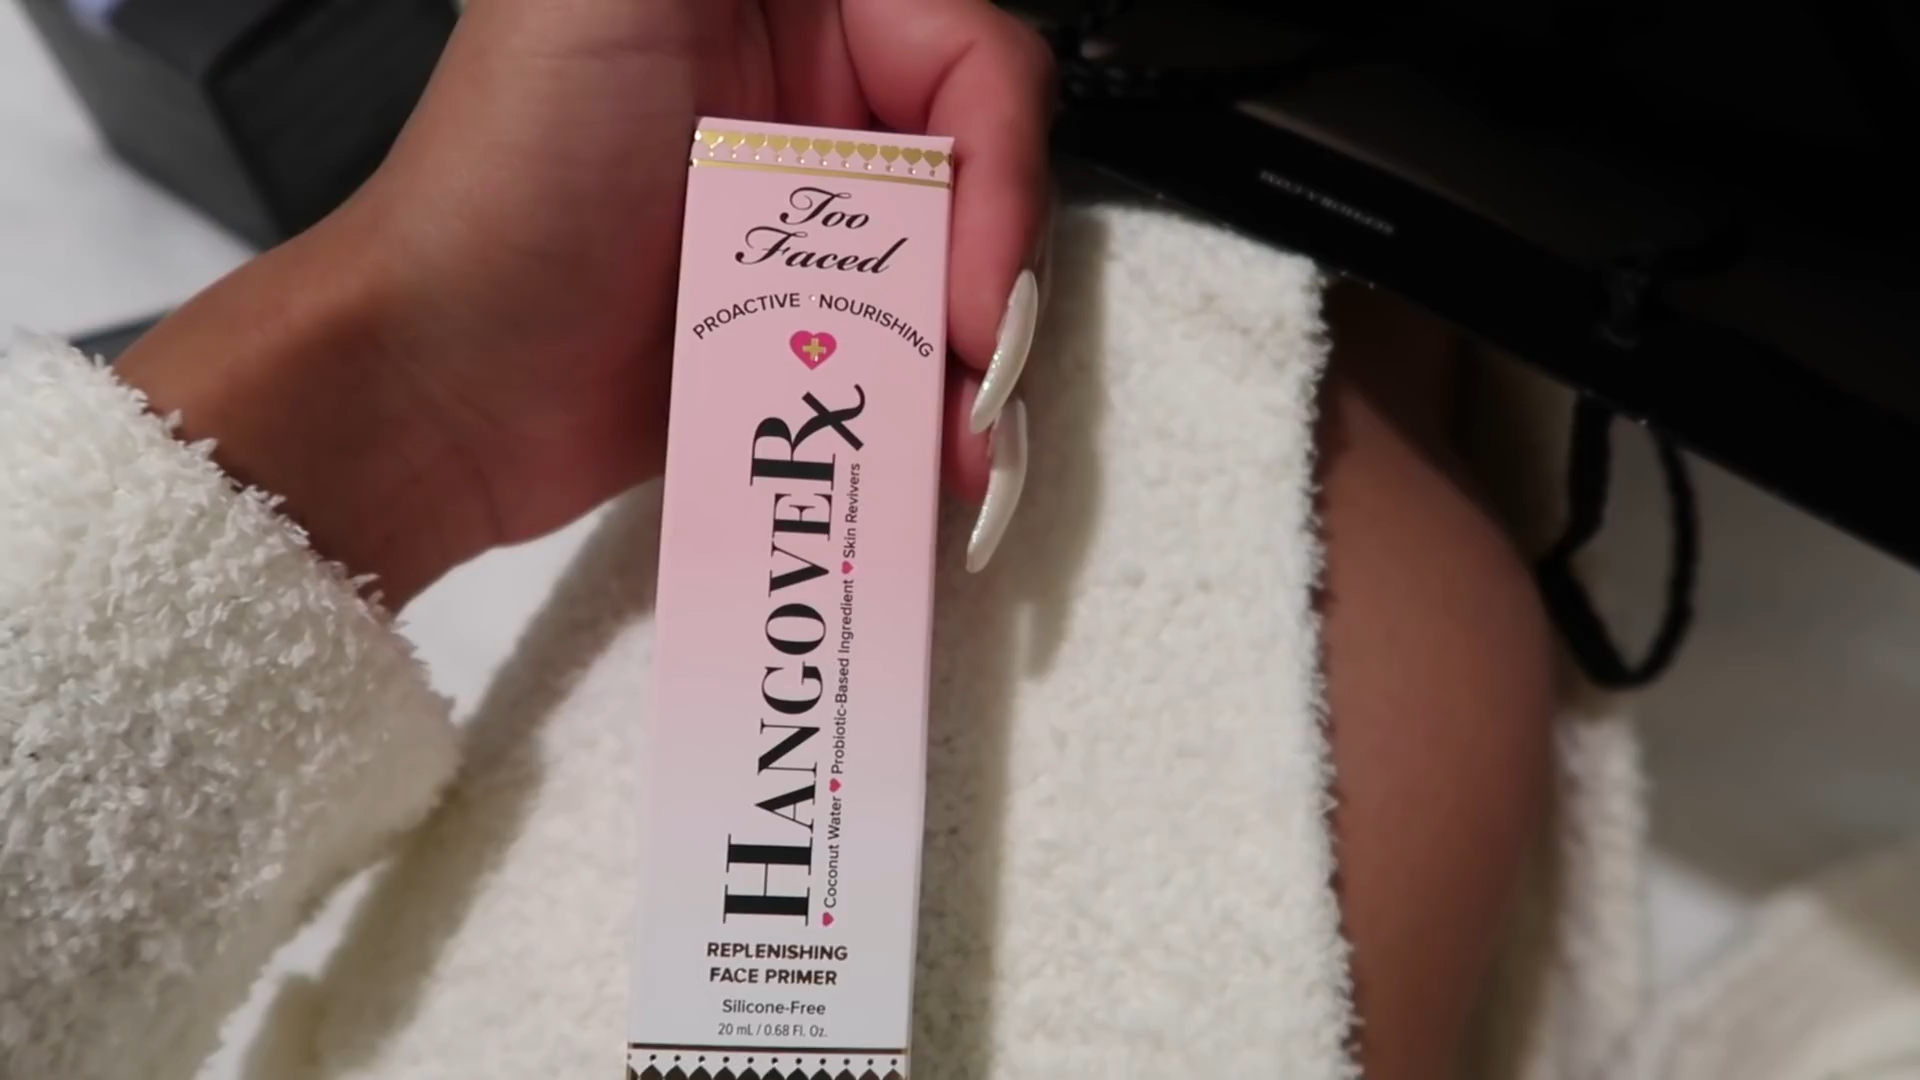 Too
Faced
PROACTIVE · NOURISHING
HANGOVERx
Coconut Water ♥ Probiotic-Based Ingredient ♥ Skin Revivers
REPLENISHING
FACE PRIMER
Silicone-Free
20 mL / 0.68 Fl. Oz.